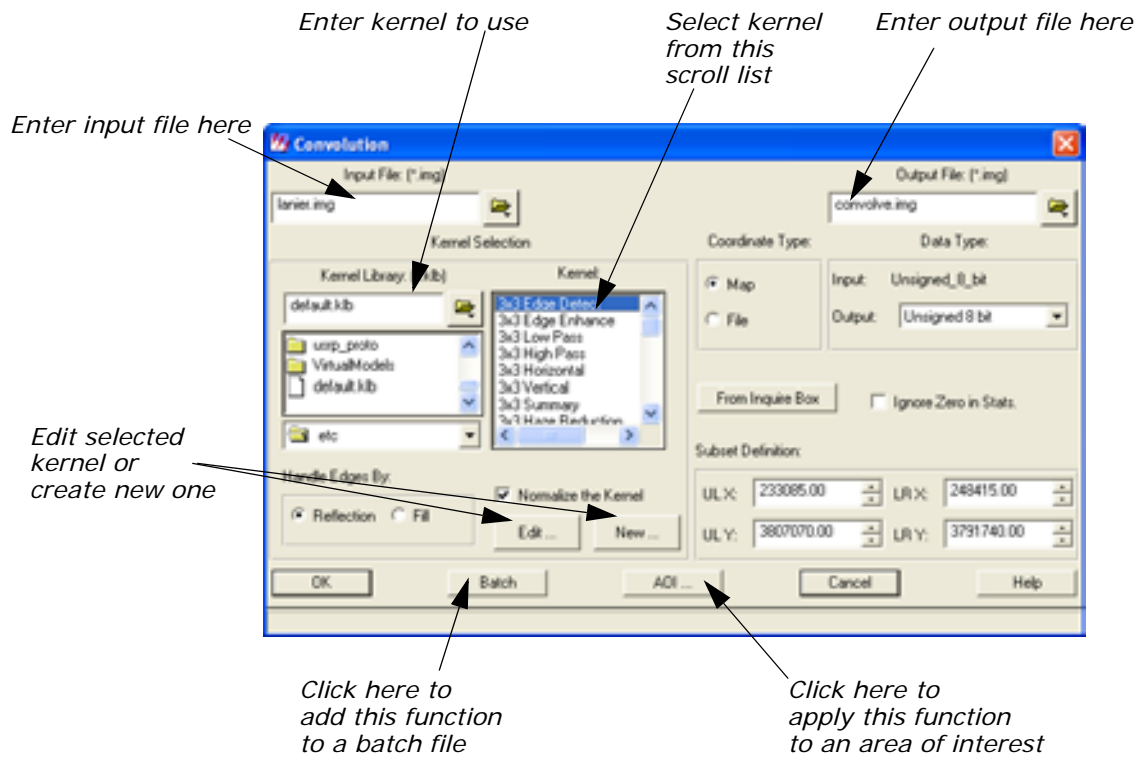 Enter kernel to use
Select kernel
from this
scroll list
Enter output file here
Enter input file here
Convolution
Input File: (*.img)
Output File: (*.img)
lanier.img
convolve.img
Kernel Selection
Coordinate Type:
Data Type:
Kernel Library: (*.klb)
Kernel:
default.klb
usrp_proto
VirtualModels
default.klb
etc
3x3 Edge Detect
3x3 Edge Enhance
3x3 Low Pass
3x3 High Pass
3x3 Horizontal
3x3 Vertical
3x3 Summary
3x3 Haze Reduction
Map
File
Input: Unsigned_8_bit
Output: Unsigned 8 bit
From Inquire Box
Ignore Zero in Stats.
Edit selected
kernel or
create new one
Handle Edges By:
Reflection
Fill
Normalize the Kernel
Edit ...
New ...
Subset Definition:
UL X: 233085.00
LR X: 248415.00
UL Y: 3807070.00
LR Y: 3791740.00
OK
Batch
AOI ...
Cancel
Help
Click here to
add this function
to a batch file
Click here to
apply this function
to an area of interest